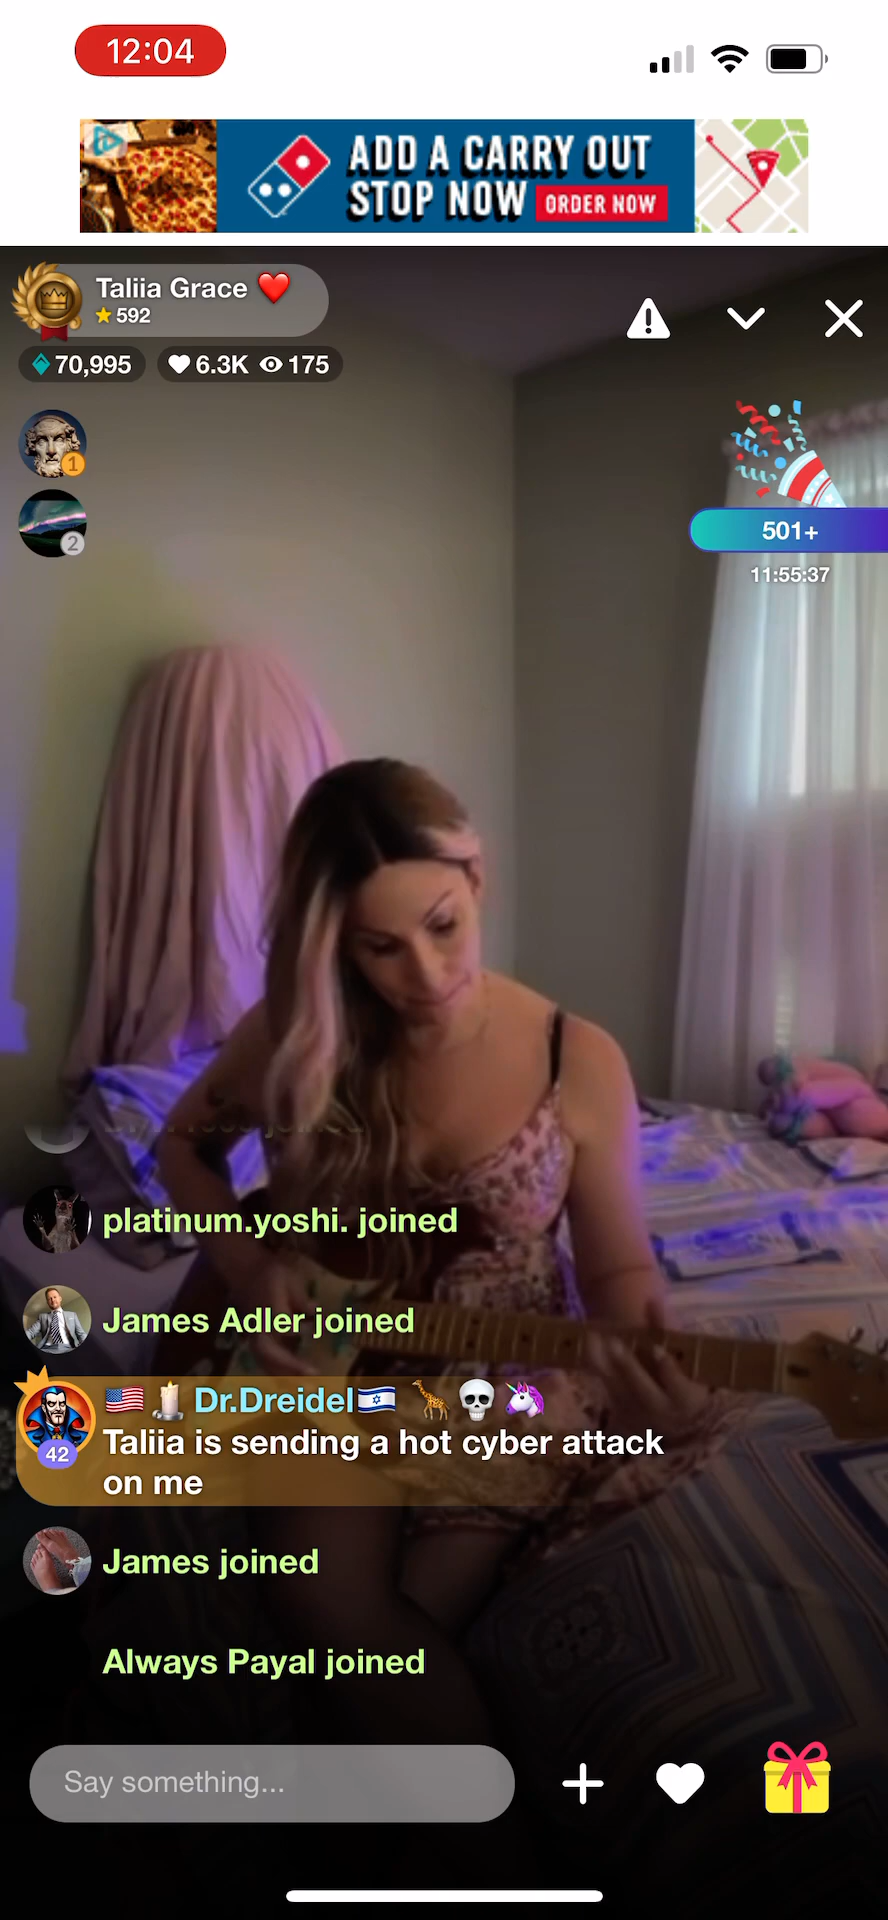 12:04
ADD A CARRY OUT
STOP NOW ORDER NOW
Taliia Grace ❤️
592
70,995 6.3K 175
1
2
501+
11:55:37
joined
platinum.yoshi. joined
James Adler joined
🇺🇸🕯️Dr.Dreidel🇮🇱 🦒💀🦄
42
Taliia is sending a hot cyber attack
on me
James joined
Always Payal joined
Say something...